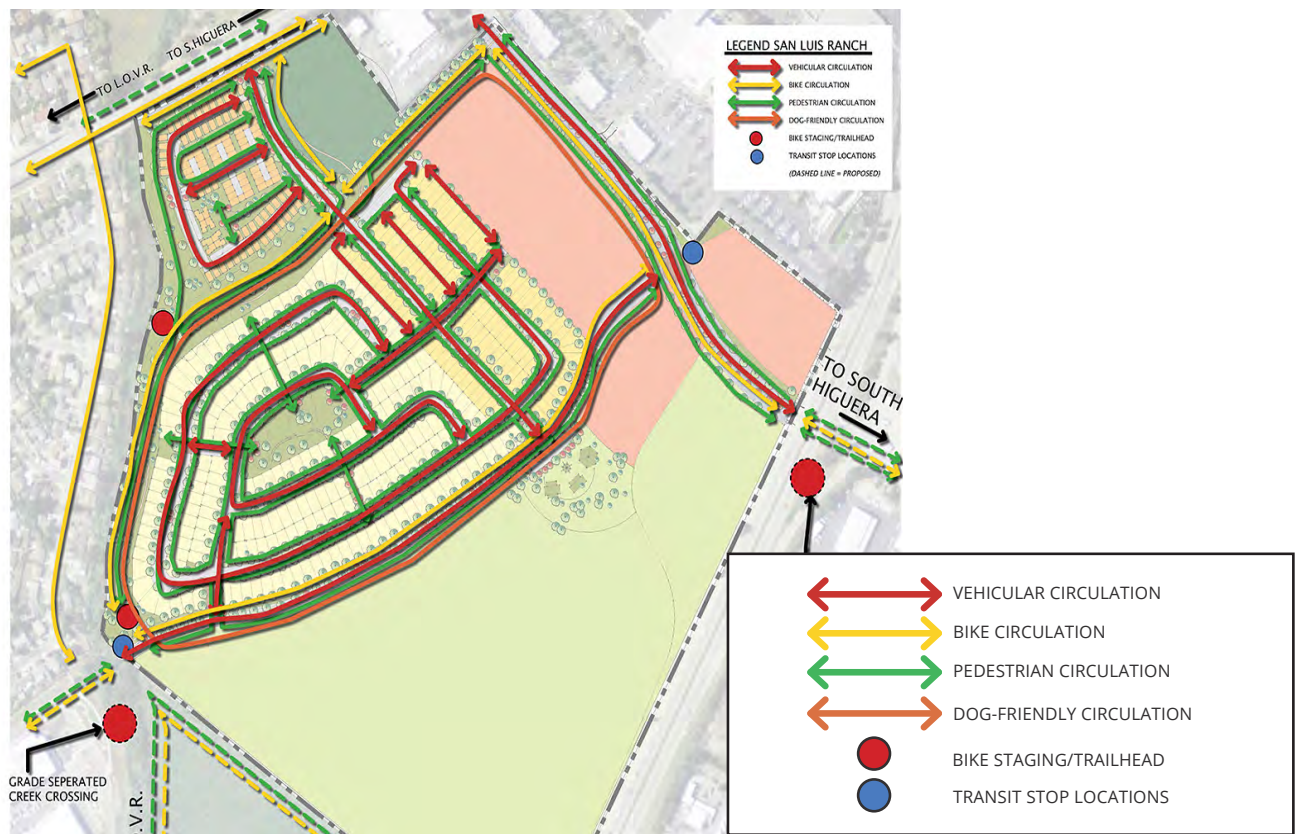 TO S.HIGUERA
TO L.O.V.R.
LEGEND SAN LUIS RANCH
VEHICULAR CIRCULATION
BIKE CIRCULATION
PEDESTRIAN CIRCULATION
DOG-FRIENDLY CIRCULATION
BIKE STAGING/TRAILHEAD
TRANSIT STOP LOCATIONS
(DASHED LINE = PROPOSED)
TO SOUTH
HIGUERA
GRADE SEPERATED
CREEK CROSSING
.V.R.
VEHICULAR CIRCULATION
BIKE CIRCULATION
PEDESTRIAN CIRCULATION
DOG-FRIENDLY CIRCULATION
BIKE STAGING/TRAILHEAD
TRANSIT STOP LOCATIONS